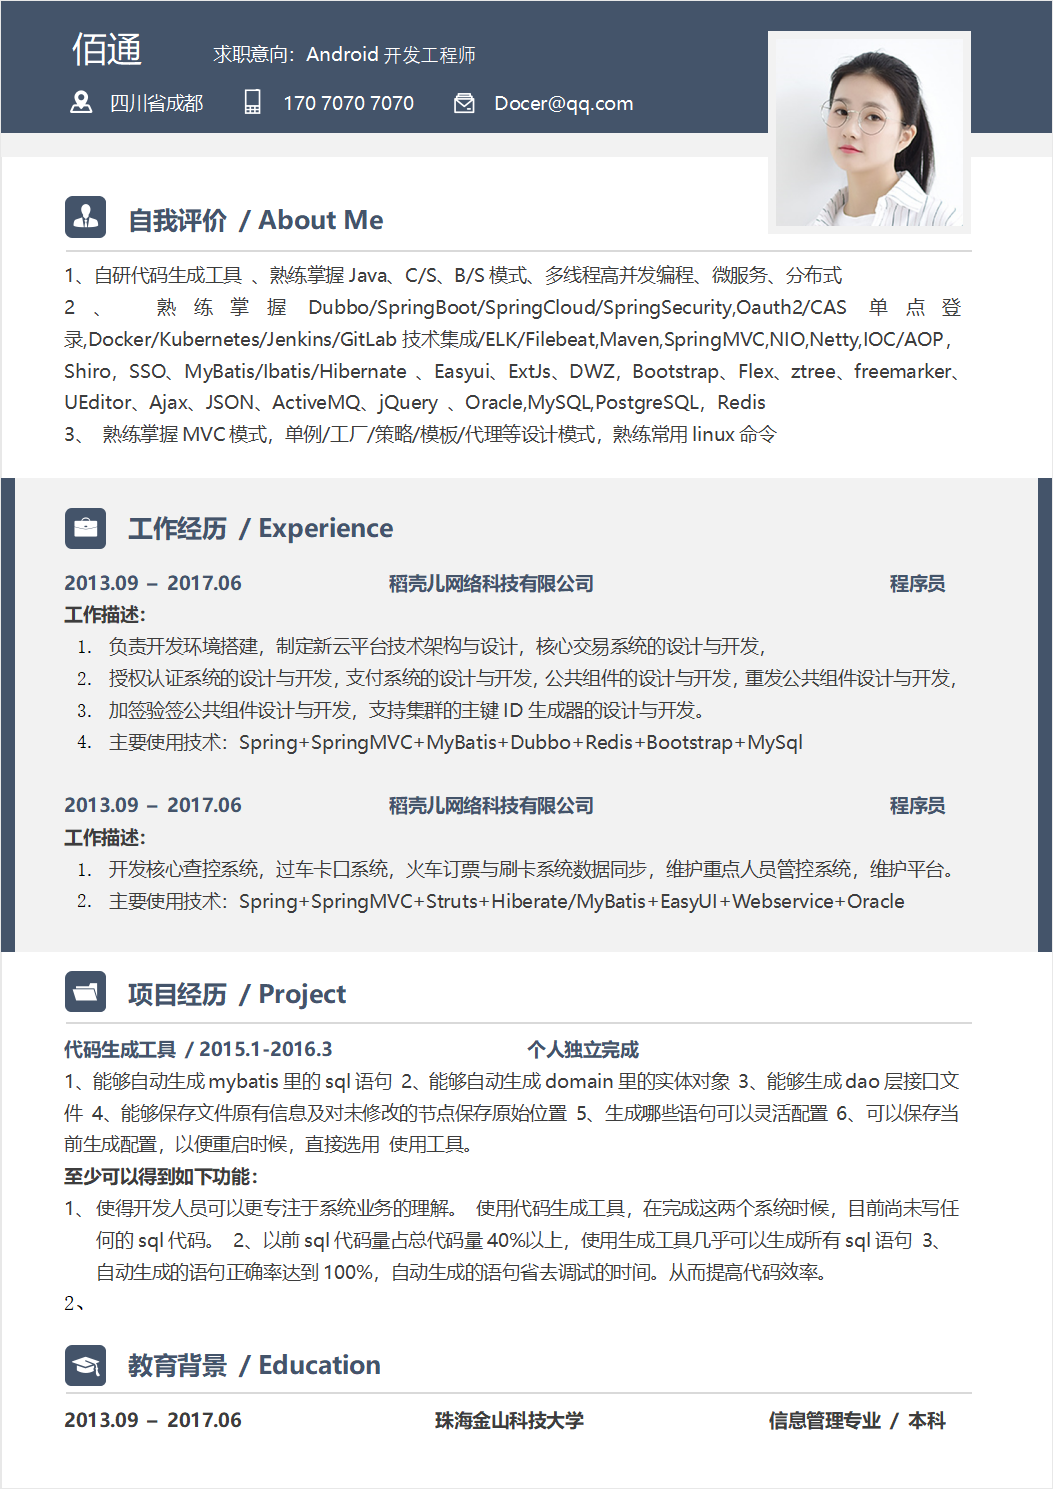 佰通
求职意向：Android 开发工程师
四川省成都 170 7070 7070 Docer@qq.com
自我评价 / About Me
1、自研代码生成工具 、熟练掌握 Java、C/S、B/S 模式、多线程高并发编程、微服务、分布式
2 、 熟 练 掌 握 Dubbo/SpringBoot/SpringCloud/SpringSecurity,Oauth2/CAS 单 点 登
录,Docker/Kubernetes/Jenkins/GitLab 技术集成/ELK/Filebeat,Maven,SpringMVC,NIO,Netty,IOC/AOP，
Shiro，SSO、MyBatis/Ibatis/Hibernate 、Easyui、ExtJs、DWZ，Bootstrap、Flex、ztree、freemarker、
UEditor、Ajax、JSON、ActiveMQ、jQuery 、Oracle,MySQL,PostgreSQL，Redis
3、 熟练掌握 MVC 模式，单例/工厂/策略/模板/代理等设计模式，熟练常用 linux 命令
工作经历 / Experience
2013.09 – 2017.06 稻壳儿网络科技有限公司 程序员
工作描述：
1. 负责开发环境搭建，制定新云平台技术架构与设计，核心交易系统的设计与开发，
2. 授权认证系统的设计与开发，支付系统的设计与开发，公共组件的设计与开发，重发公共组件设计与开发，
3. 加签验签公共组件设计与开发，支持集群的主键 ID 生成器的设计与开发。
4. 主要使用技术：Spring+SpringMVC+MyBatis+Dubbo+Redis+Bootstrap+MySql
2013.09 – 2017.06 稻壳儿网络科技有限公司 程序员
工作描述：
1. 开发核心查控系统，过车卡口系统，火车订票与刷卡系统数据同步，维护重点人员管控系统，维护平台。
2. 主要使用技术：Spring+SpringMVC+Struts+Hiberate/MyBatis+EasyUI+Webservice+Oracle
项目经历 / Project
代码生成工具 / 2015.1-2016.3 个人独立完成
1、能够自动生成 mybatis 里的 sql 语句 2、能够自动生成 domain 里的实体对象 3、能够生成 dao 层接口文
件 4、能够保存文件原有信息及对未修改的节点保存原始位置 5、生成哪些语句可以灵活配置 6、可以保存当
前生成配置，以便重启时候，直接选用 使用工具。
至少可以得到如下功能：
1、使得开发人员可以更专注于系统业务的理解。 使用代码生成工具，在完成这两个系统时候，目前尚未写任
何的 sql 代码。 2、以前 sql 代码量占总代码量 40%以上，使用生成工具几乎可以生成所有 sql 语句 3、
自动生成的语句正确率达到 100%，自动生成的语句省去调试的时间。从而提高代码效率。
2、
教育背景 / Education
2013.09 – 2017.06 珠海金山科技大学 信息管理专业 / 本科